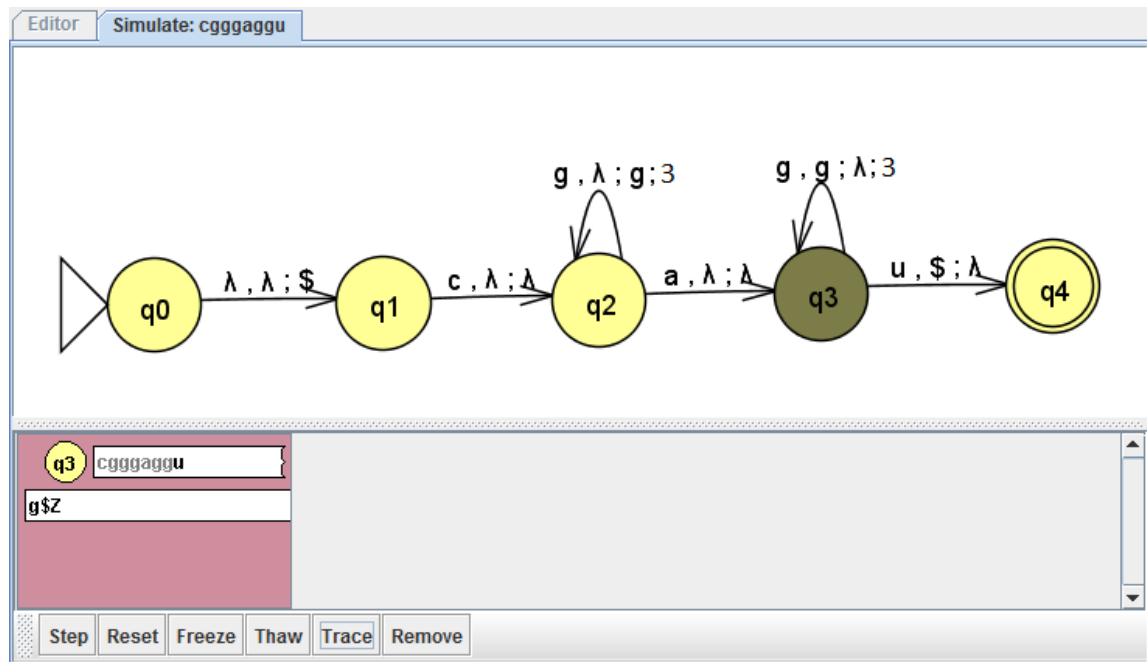 Editor Simulate: cgggaggu
g , λ ; g; 3 g , g ; λ; 3
λ , λ ; $ c , λ ; λ a , λ ; λ u , $ ; λ
q0 q1 q2 q3 q4
q3 cgggaggu
g$Z
Step Reset Freeze Thaw Trace Remove